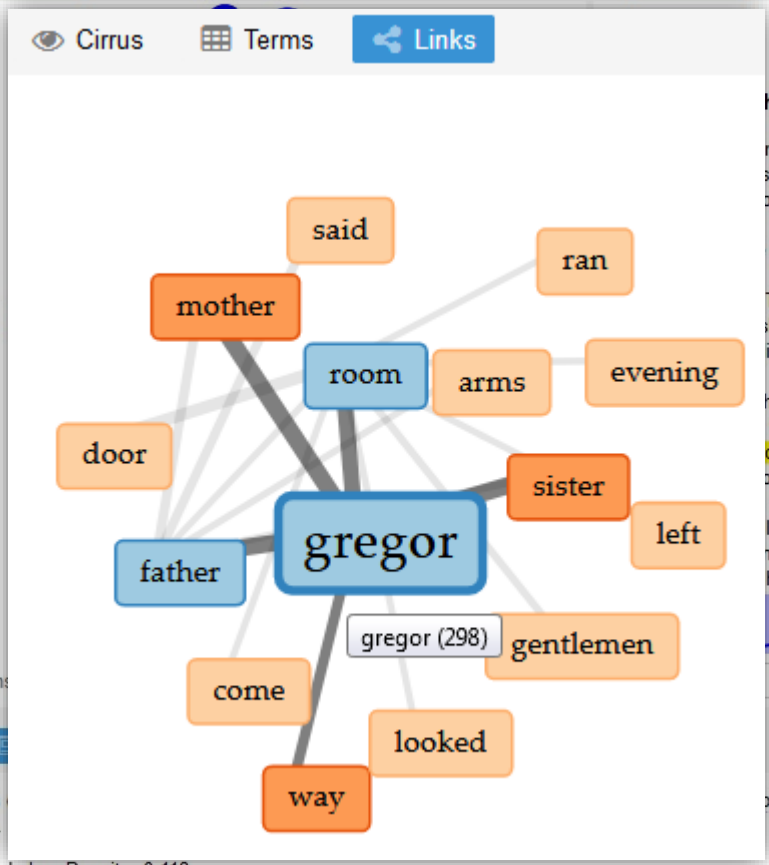 Cirrus Terms Links
said
ran
mother
room
arms
evening
door
sister
left
gregor
father
gregor (298)
gentlemen
come
looked
way